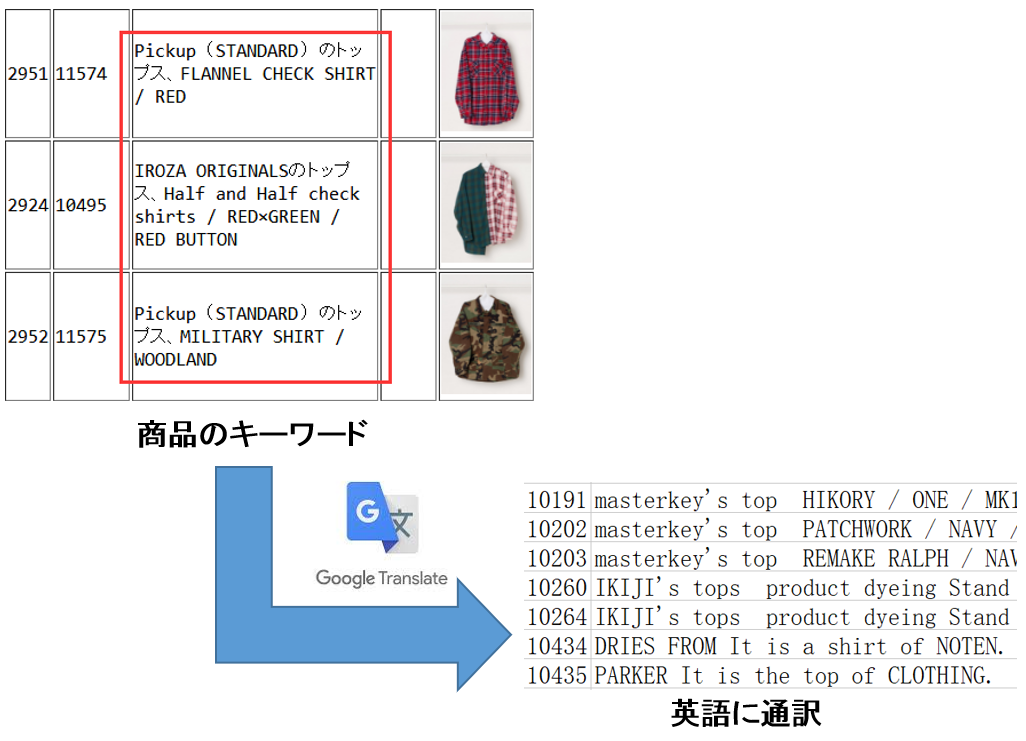 2951 11574 Pickup（STANDARD）のトッ
プス、FLANNEL CHECK SHIRT
/ RED
2924 10495 IROZA ORIGINALSのトップ
ス、Half and Half check
shirts / RED×GREEN /
RED BUTTON
2952 11575 Pickup（STANDARD）のトッ
プス、MILITARY SHIRT /
WOODLAND
商品のキーワード
G 文
Google Translate
10191 masterkey's top HIKORY / ONE / MK1
10202 masterkey's top PATCHWORK / NAVY /
10203 masterkey's top REMAKE RALPH / NAV
10260 IKIJI's tops product dyeing Stand
10264 IKIJI's tops product dyeing Stand
10434 DRIES FROM It is a shirt of NOTEN.
10435 PARKER It is the top of CLOTHING.
英語に通訳